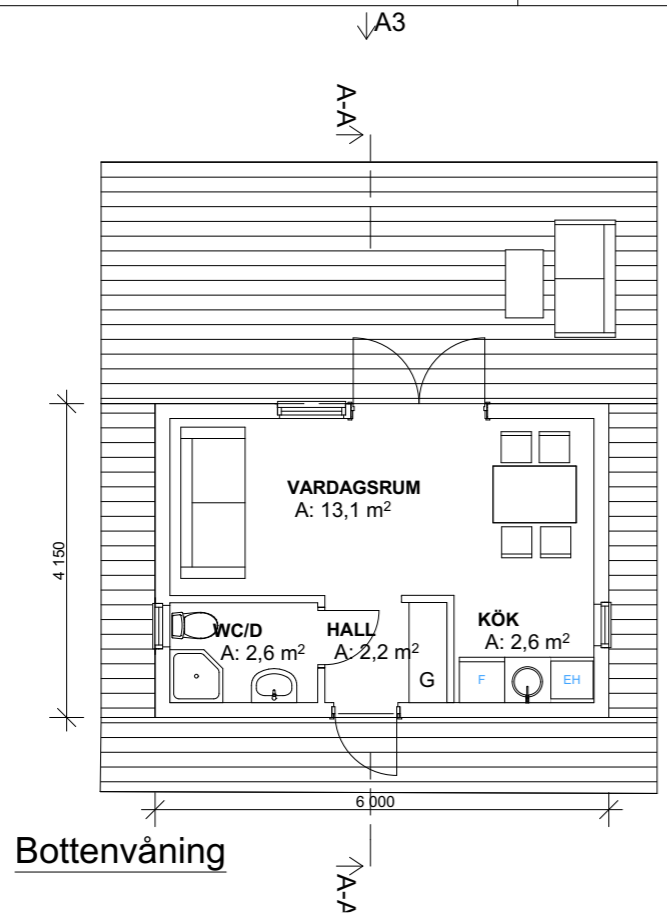 A3
A-A
VARDAGSRUM
A: 13,1 m²
4 150
WC/D
A: 2,6 m²
HALL
A: 2,2 m²
KÖK
A: 2,6 m²
G
F
EH
6 000
Bottenvåning
A-A